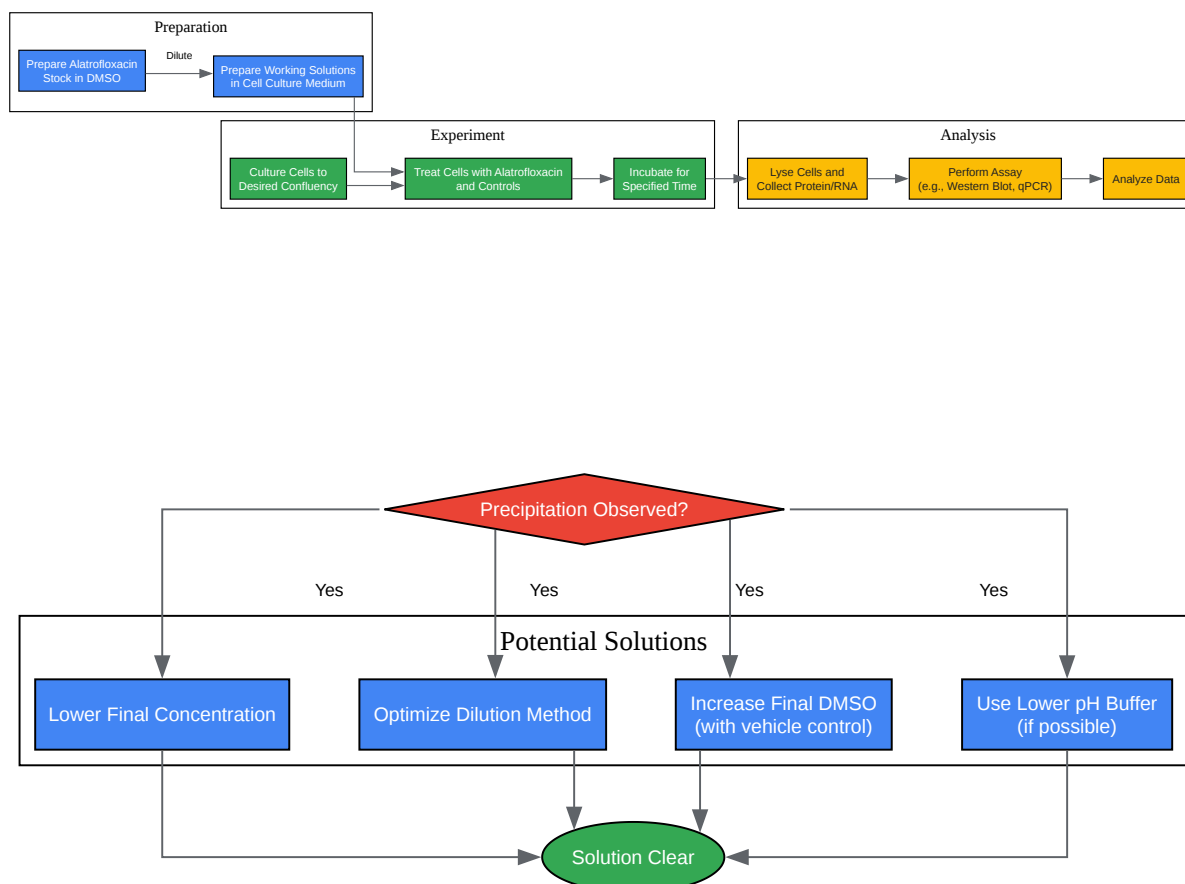 Preparation
Prepare Alatrofloxacin
Stock in DMSO
Dilute
Prepare Working Solutions
in Cell Culture Medium
Experiment
Culture Cells to
Desired Confluency
Treat Cells with Alatrofloxacin
and Controls
Incubate for
Specified Time
Analysis
Lyse Cells and
Collect Protein/RNA
Perform Assay
(e.g., Western Blot, qPCR)
Analyze Data
Precipitation Observed?
Yes
Yes
Yes
Yes
Potential Solutions
Lower Final Concentration
Optimize Dilution Method
Increase Final DMSO
(with vehicle control)
Use Lower pH Buffer
(if possible)
Solution Clear